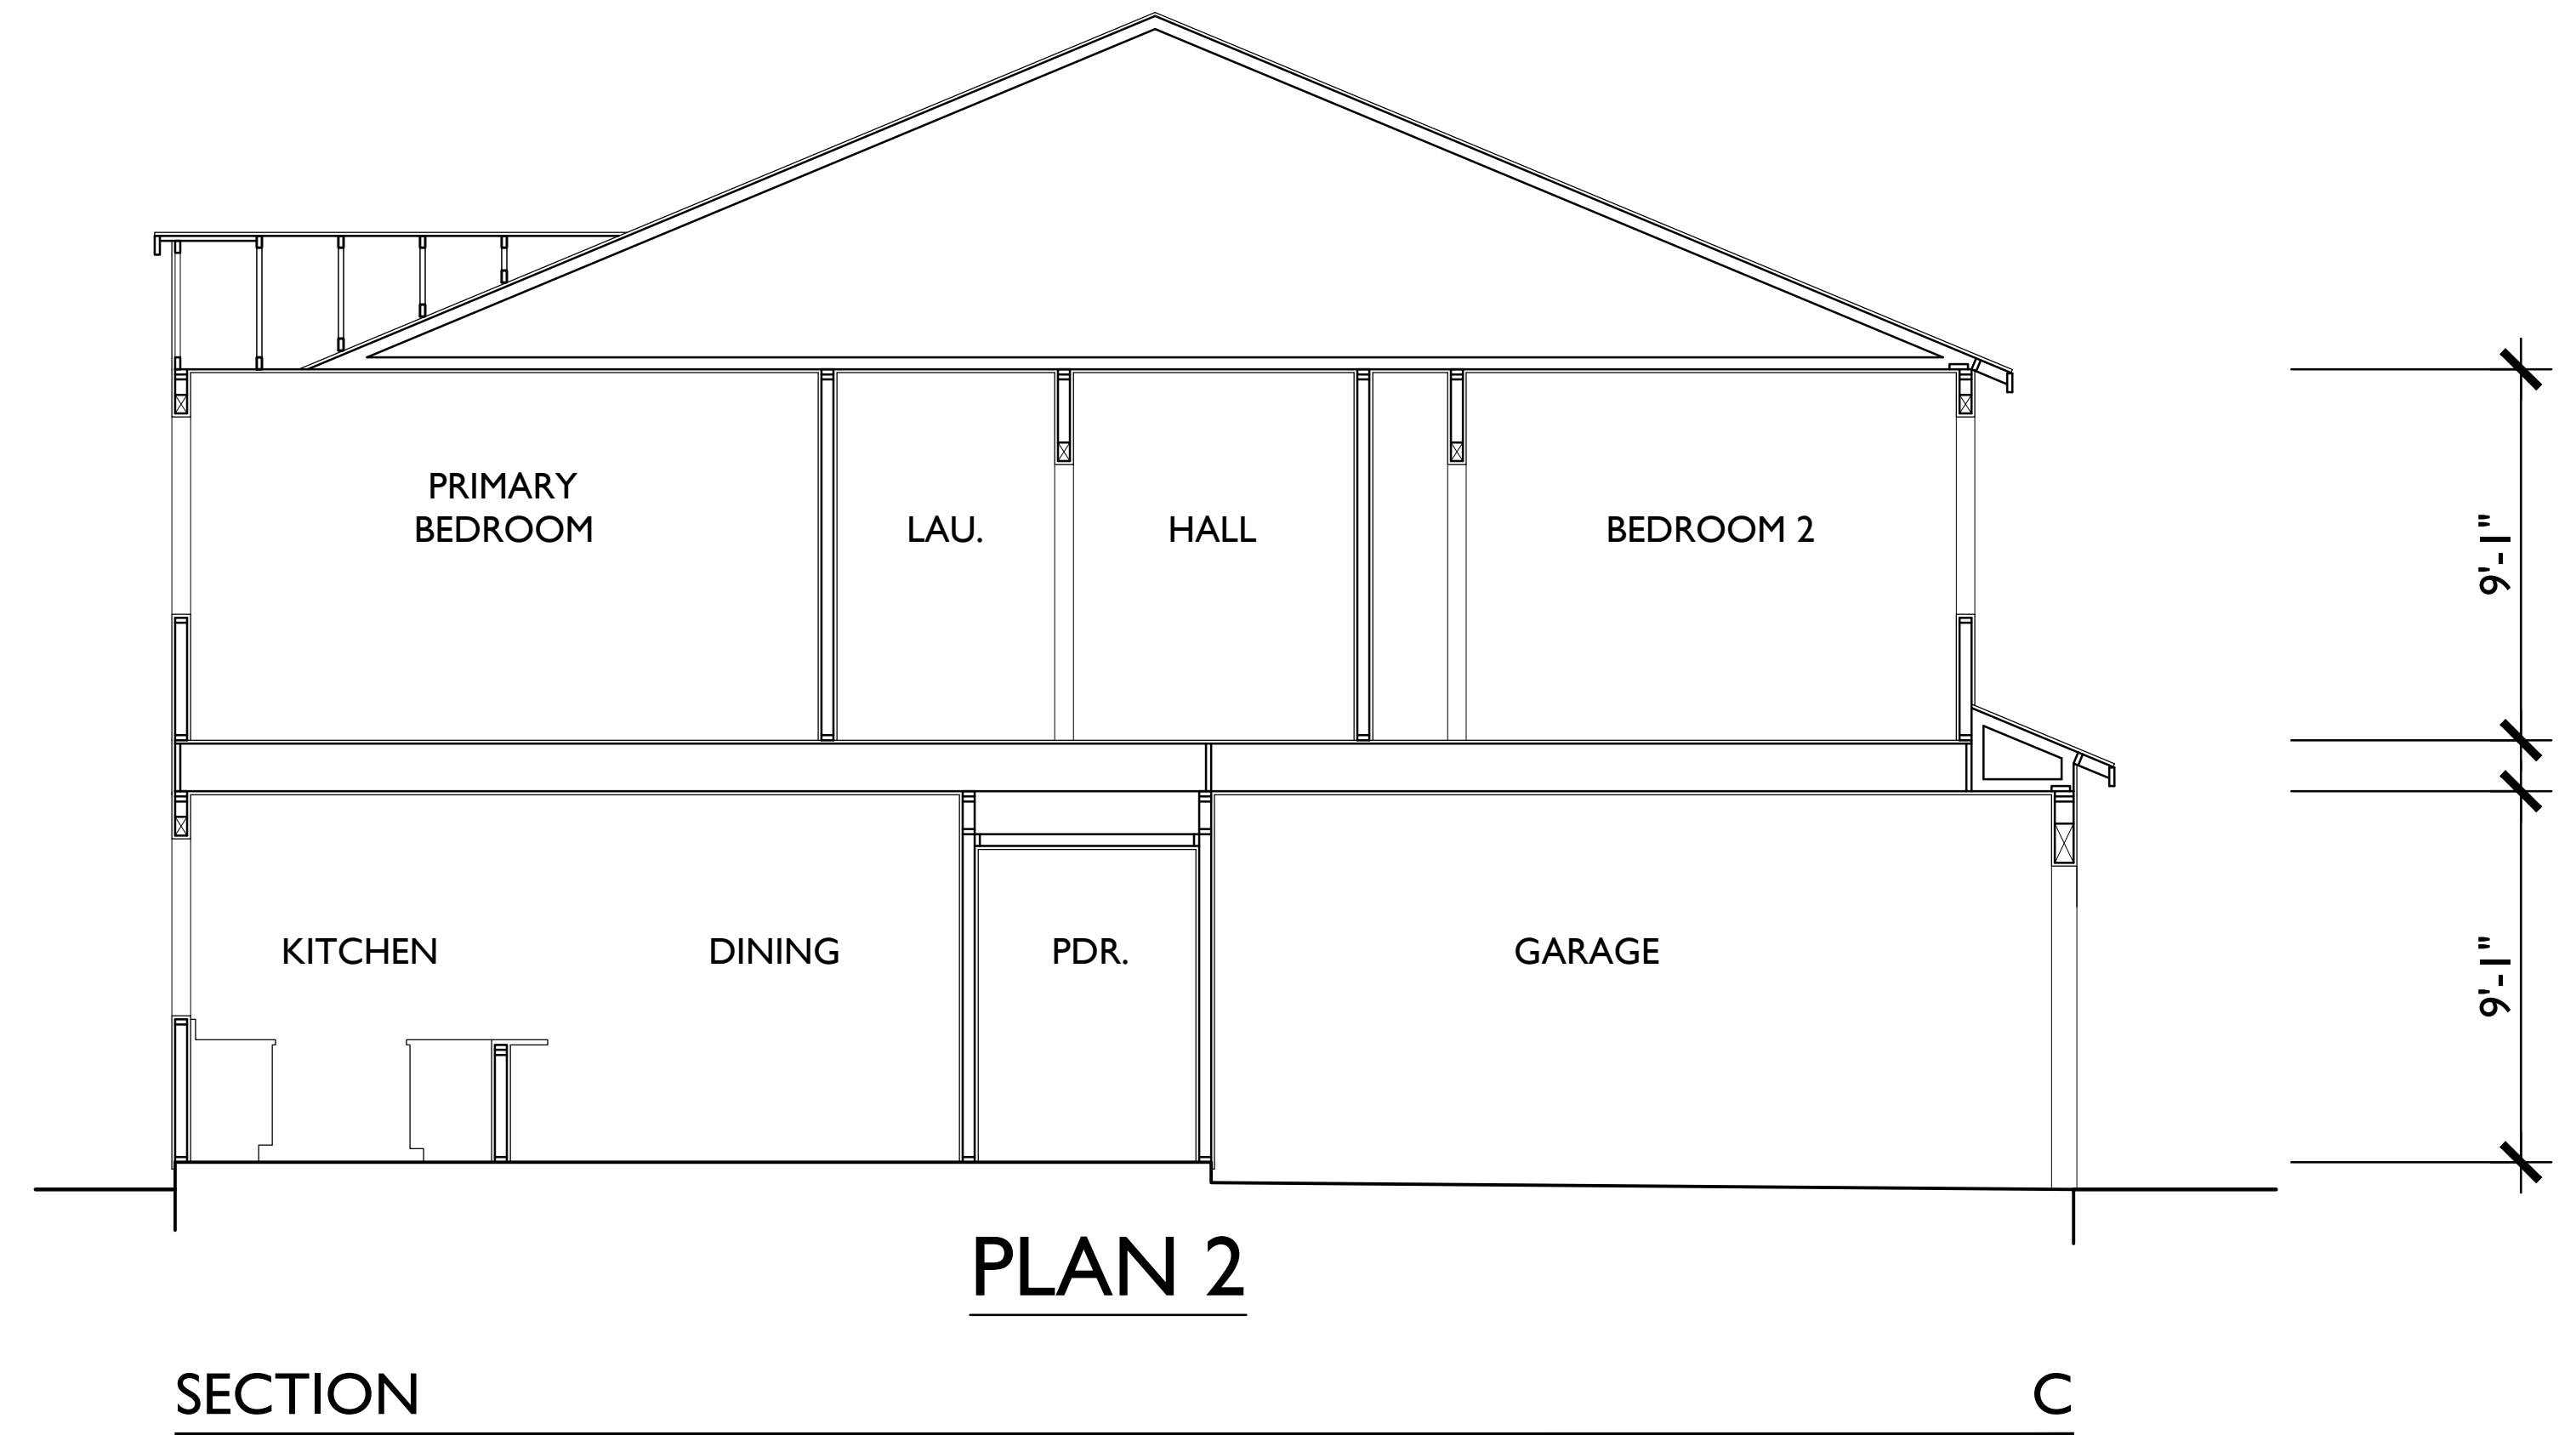 PRIMARY
BEDROOM
LAU.
HALL
BEDROOM 2
9'-1"
KITCHEN
DINING
PDR.
GARAGE
9'-1"
PLAN 2
SECTION
C